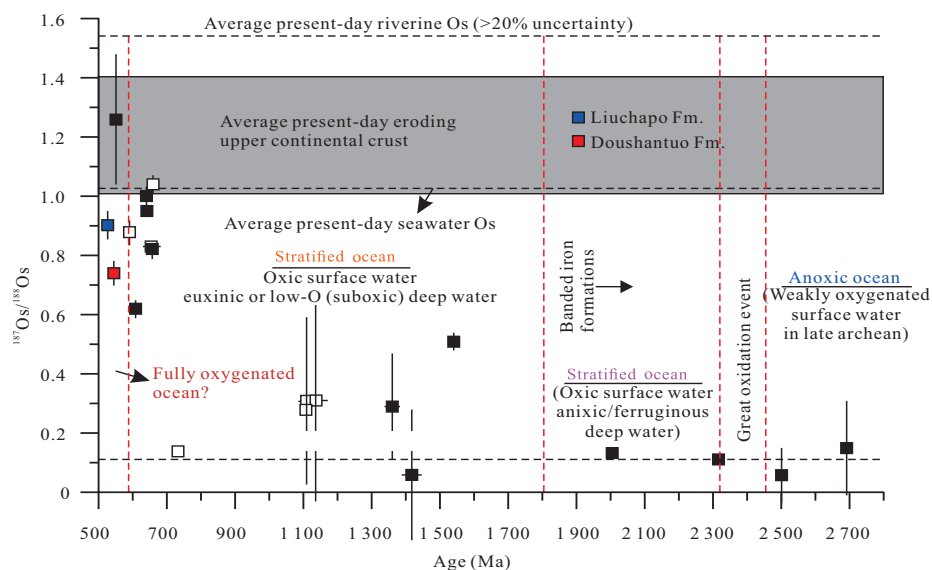 Average present-day riverine Os (>20% uncertainty)
Average present-day eroding
upper continental crust
Liuchapo Fm.
Doushantuo Fm.
Average present-day seawater Os
Stratified ocean
Oxic surface water
euxinic or low-O (suboxic) deep water
Banded iron
formations
Great oxidation event
Anoxic ocean
(Weakly oxygenated
surface water
in late archean)
Fully oxygenated
ocean?
Stratified ocean
(Oxic surface water
anixic/ferruginous
deep water)
¹⁸⁷Os/¹⁸⁸Os
1.6
1.4
1.2
1.0
0.8
0.6
0.4
0.2
0
500 700 900 1 100 1 300 1 500 1 700 1 900 2 100 2 300 2 500 2 700
Age (Ma)